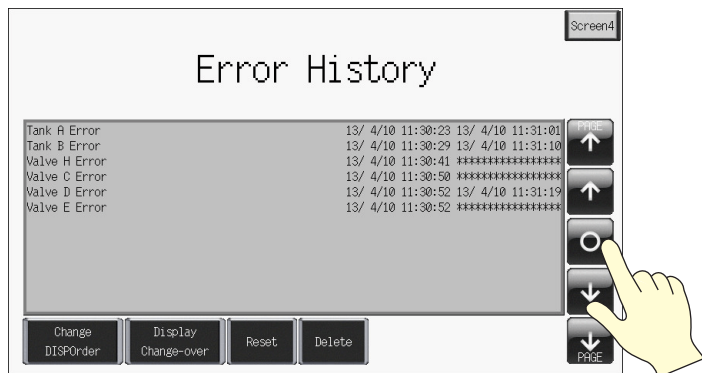 Screen4
Error History
Tank A Error 13/ 4/10 11:30:23 13/ 4/10 11:31:01
Tank B Error 13/ 4/10 11:30:29 13/ 4/10 11:31:10
Valve H Error 13/ 4/10 11:30:41 *****************
Valve C Error 13/ 4/10 11:30:50 *****************
Valve D Error 13/ 4/10 11:30:52 13/ 4/10 11:31:19
Valve E Error 13/ 4/10 11:30:52 *****************
PAGE
Change
DISPOrder
Display
Change-over
Reset
Delete
PAGE